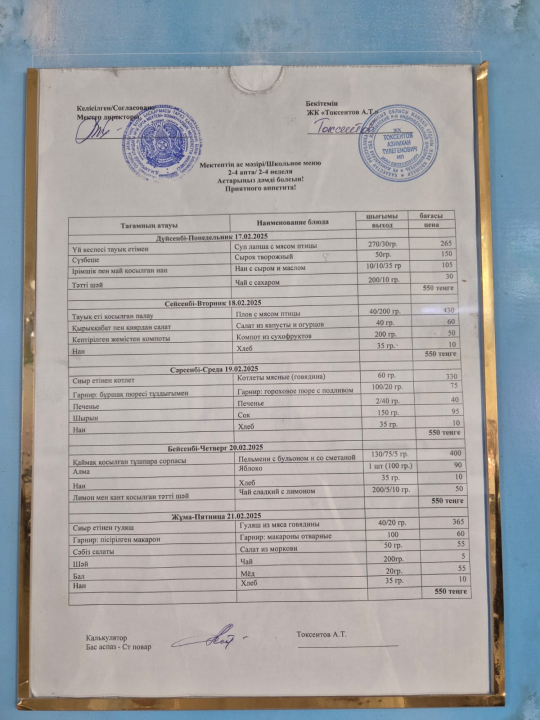 Келісілген/Согласовано
Мектеп директоры
Бекітемін
ЖК «Токсеитов А.Т.»
Токсеитов
ЖК
ТОКСЕИТОВ
АЗИМХАН
ТУЛЕГЕНОВИЧ
ИП
Мектептің ас мәзірі/Школьное меню
2-4 апта/ 2-4 неделя
Астарыңыз дәмді болсын!
Приятного аппетита!
Тағамның атауы Наименование блюда шығымы выход бағасы цена
Дүйсенбі-Понедельник 17.02.2025
Үй кеспесі тауық етімен Суп лапша с мясом птицы 270/30гр. 265
Сүзбеше Сырок творожный 50гр. 150
Ірімшік пен май қосылған нан Нан с сыром и маслом 10/10/35 гр 105
Тәтті шай Чай с сахаром 200/10 гр. 30
550 тенге
Сейсенбі-Вторник 18.02.2025
Тауық еті қосылған палау Плов с мясом птицы 40/200 гр. 430
Қырыққабат пен қиярдан салат Салат из капусты и огурцов 40 гр. 60
Кептірілген жемістен компоты Компот из сухофруктов 200 гр. 50
Нан Хлеб 35 гр. 10
550 тенге
Сәрсенбі-Среда 19.02.2025
Сиыр етінен котлет Котлеты мясные (говядина) 60 гр. 330
Гарнир: бұршақ пюресі тұздығымен Гарнир: гороховое пюре с подливом 100/20 гр. 75
Печенье Печенье 2/40 гр. 40
Шырын Сок 150 гр. 95
Нан Хлеб 35 гр. 10
550 тенге
Бейсенбі-Четверг 20.02.2025
Қаймақ қосылған тұшпара сорпасы Пельмени с бульоном и со сметаной 130/75/5 гр. 400
Алма Яблоко 1 шт (100 гр.) 90
Нан Хлеб 35 гр. 10
Лимон мен қант қосылған тәтті шай Чай сладкий с лимоном 200/5/10 гр. 50
550 тенге
Жұма-Пятница 21.02.2025
Сиыр етінен гуляш Гуляш из мяса говядины 40/20 гр. 365
Гарнир: пісірілген макарон Гарнир: макароны отварные 100 60
Сәбіз салаты Салат из моркови 50 гр. 55
Шәй Чай 200гр. 5
Бал Мёд 20гр. 55
Нан Хлеб 35 гр. 10
550 тенге
Калькулятор
Бас аспаз - Ст повар
Токсеитов А.Т.